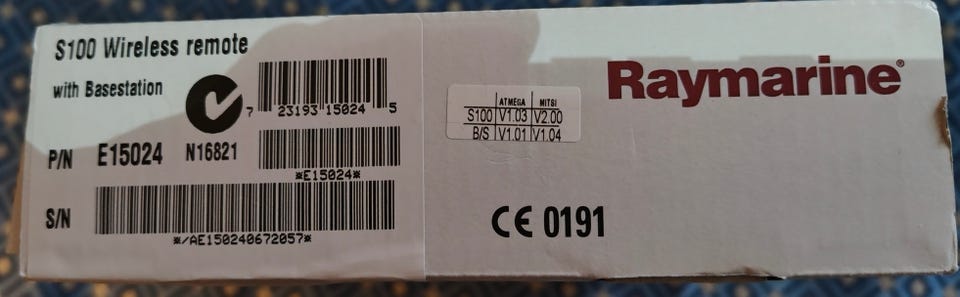 S100 Wireless remote
with Basestation
7 23193 15024 5
P/N E15024 N16821
*E15024*
S/N
*/AE150240672057*
ATMEGA MITSI
S100 V1.03 V2.00
B/S V1.01 V1.04
Raymarine®
CE 0191